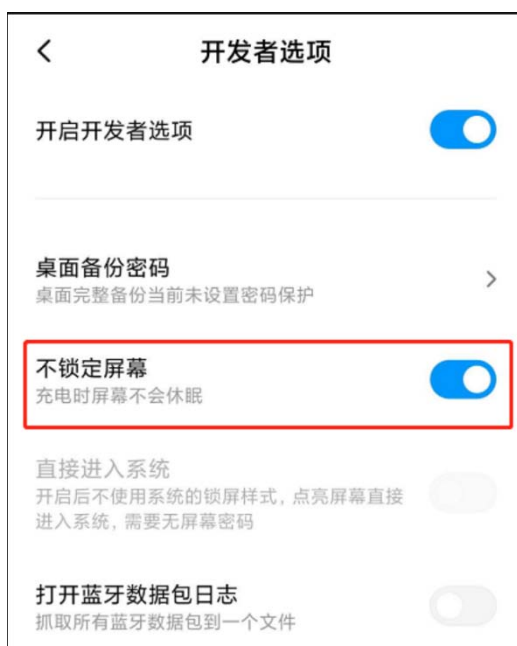 开发者选项
开启开发者选项
桌面备份密码
桌面完整备份当前未设置密码保护
不锁定屏幕
充电时屏幕不会休眠
直接进入系统
开启后不使用系统的锁屏样式，点亮屏幕直接
进入系统，需要无屏幕密码
打开蓝牙数据包日志
抓取所有蓝牙数据包到一个文件